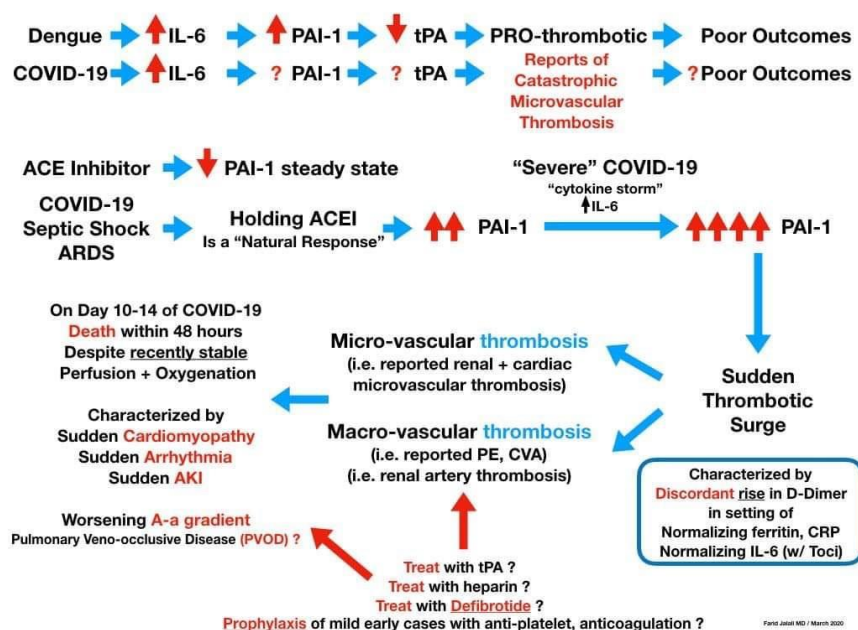 Dengue IL-6 PAI-1 tPA PRO-thrombotic Poor Outcomes
COVID-19 IL-6 ? PAI-1 ? tPA Reports of Catastrophic Microvascular Thrombosis ? Poor Outcomes
ACE Inhibitor PAI-1 steady state
COVID-19
Septic Shock
ARDS
Holding ACEI
Is a “Natural Response”
PAI-1
“Severe” COVID-19
“cytokine storm”
IL-6
PAI-1
Sudden
Thrombotic
Surge
Characterized by
Discordant rise in D-Dimer
in setting of
Normalizing ferritin, CRP
Normalizing IL-6 (w/ Toci)
Micro-vascular thrombosis
(i.e. reported renal + cardiac
microvascular thrombosis)
Macro-vascular thrombosis
(i.e. reported PE, CVA)
(i.e. renal artery thrombosis)
On Day 10-14 of COVID-19
Death within 48 hours
Despite recently stable
Perfusion + Oxygenation
Characterized by
Sudden Cardiomyopathy
Sudden Arrhythmia
Sudden AKI
Worsening A-a gradient
Pulmonary Veno-occlusive Disease (PVOD) ?
Treat with tPA ?
Treat with heparin ?
Treat with Defibrotide ?
Prophylaxis of mild early cases with anti-platelet, anticoagulation ?
Farid Jalali MD / March 2020